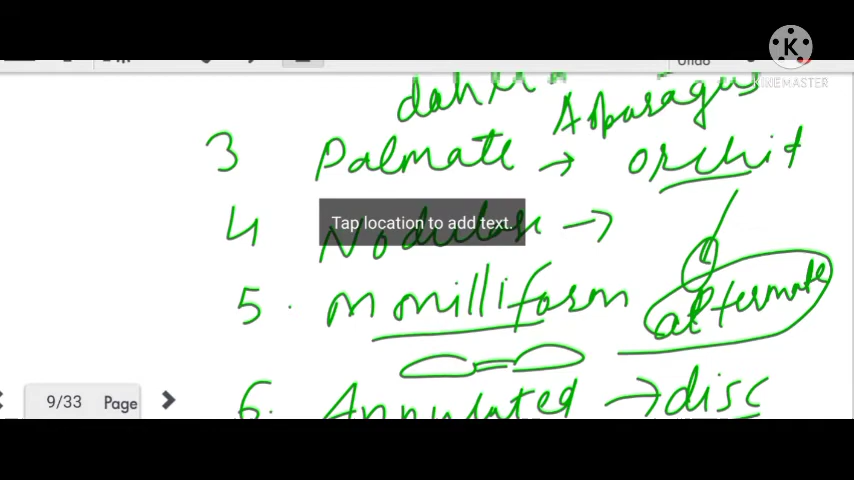 Undo
K
KINEMASTER
dahlia
Asparagus
3 Palmate → orchit
Tap location to add text.
4 Nodulose →
5 . Monilliform alternate
9/33 Page
6. Annulated → disc